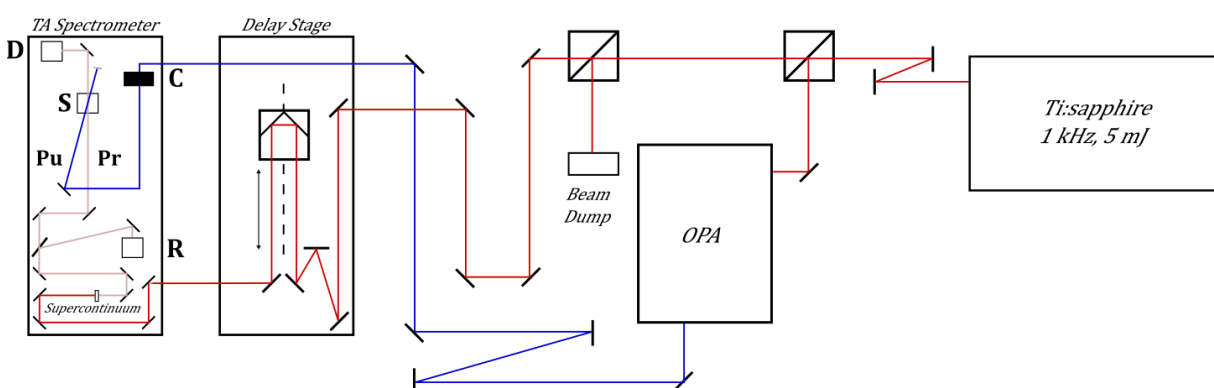 TA Spectrometer
Delay Stage
D
C
S
Pu
Pr
R
Supercontinuum
Beam
Dump
OPA
Ti:sapphire
1 kHz, 5 mJ